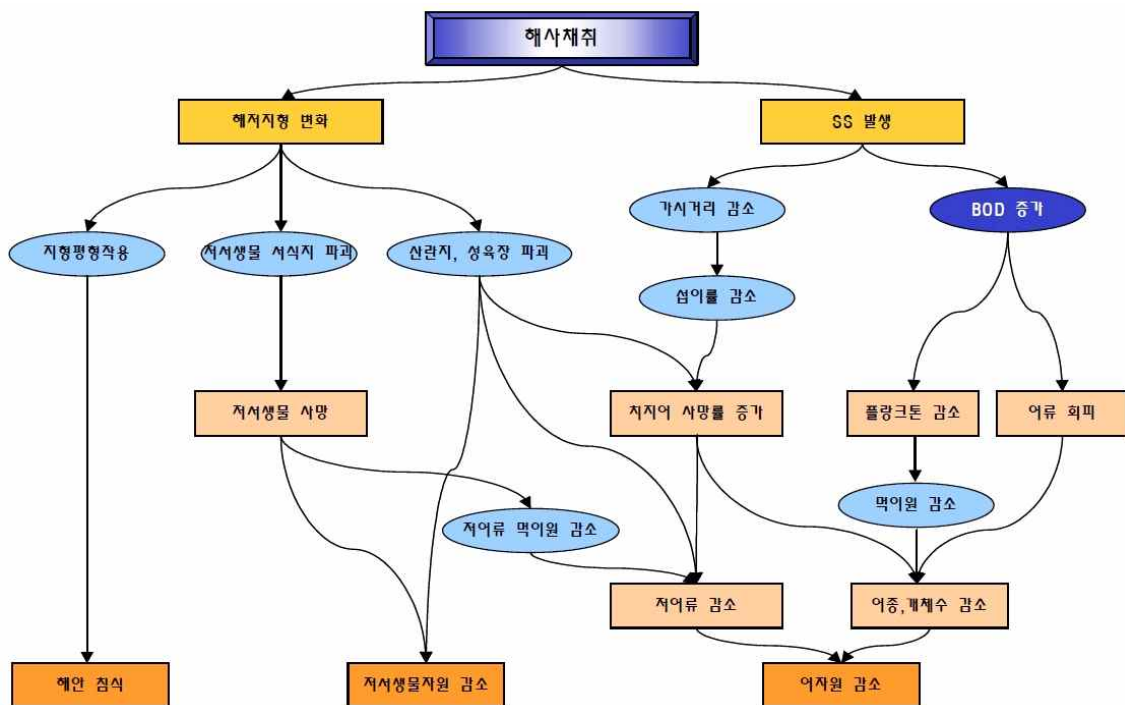 해사채취
해저지형 변화
SS 발생
가시거리 감소
BOD 증가
지형평형작용
저서생물 서식지 파괴
산란지, 성육장 파괴
섭이률 감소
저서생물 사망
치지어 사망률 증가
플랑크톤 감소
어류 회피
먹이원 감소
저어류 먹이원 감소
저어류 감소
어종,개체수 감소
해안 침식
저서생물자원 감소
어자원 감소